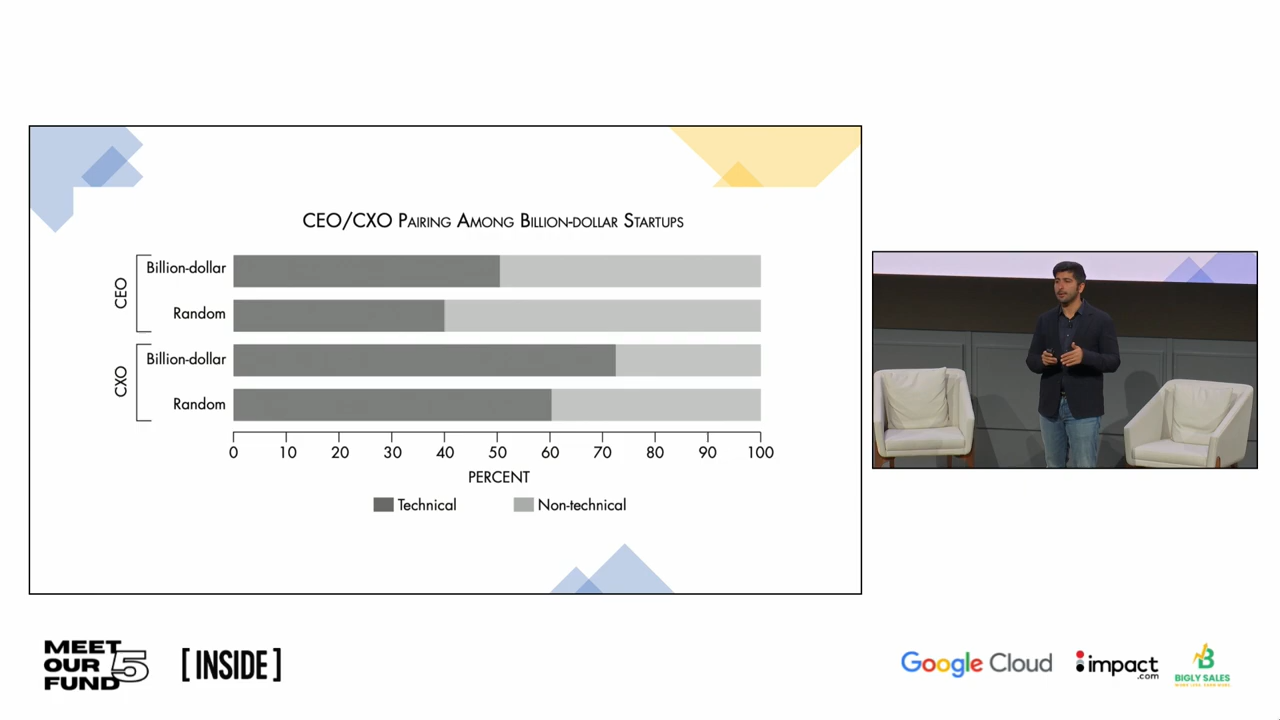 CEO/CXO Pairing Among Billion-dollar Startups
CEO
Billion-dollar
Random
CXO
Billion-dollar
Random
0 10 20 30 40 50 60 70 80 90 100
PERCENT
Technical Non-technical
MEET
OUR
FUND 5
[INSIDE]
Google Cloud
impact
.com
B
BIGLY SALES